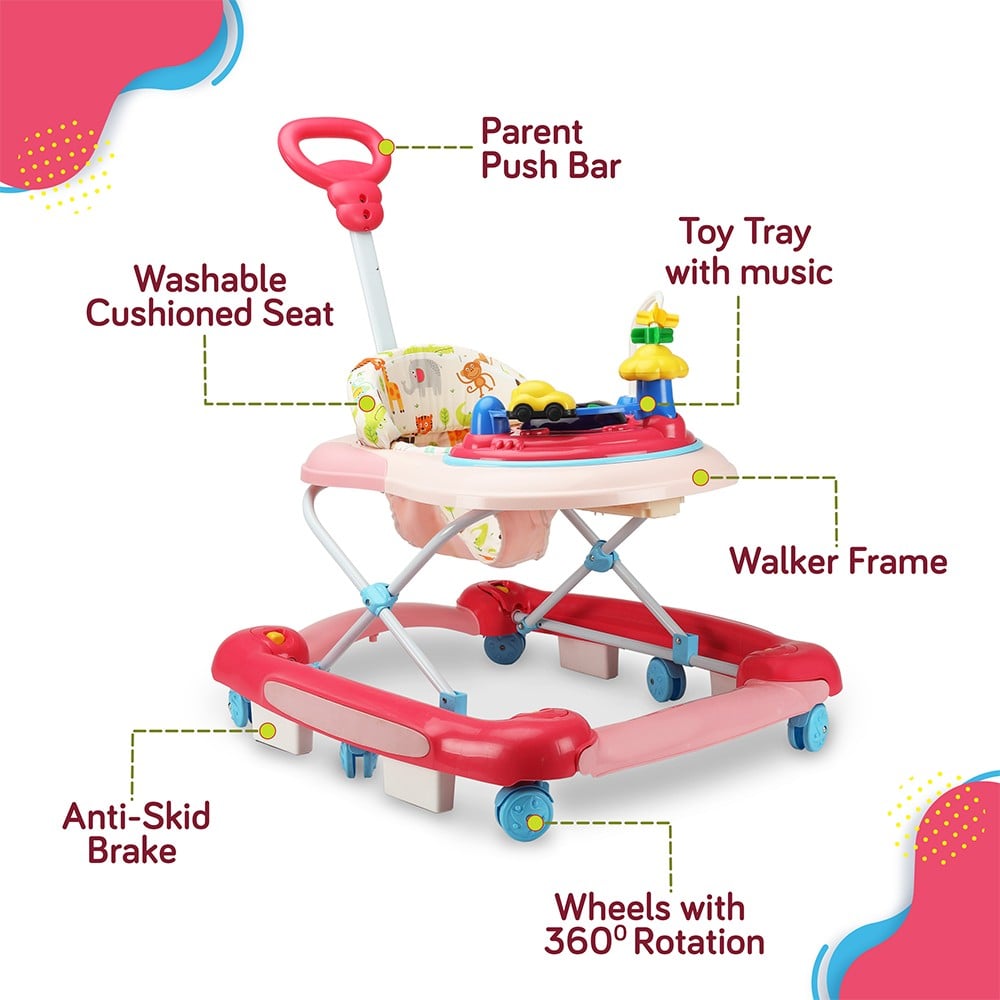 Parent
Push Bar
Toy Tray
with music
Washable
Cushioned Seat
Walker Frame
Anti-Skid
Brake
Wheels with
360⁰ Rotation